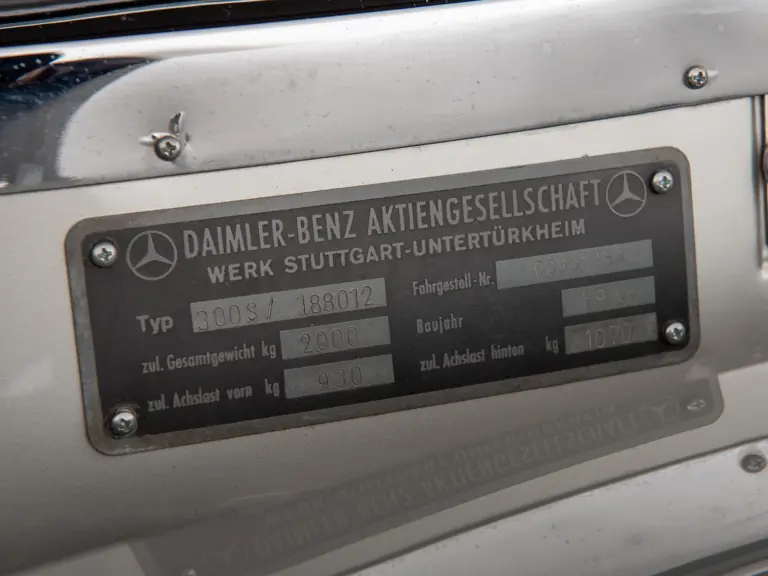 DAIMLER-BENZ AKTIENGESELLSCHAFT
WERK STUTTGART-UNTERTÜRKHEIM
Typ 300S/ 188012
Fahrgestell-Nr.
zul. Gesamtgewicht kg 2000
Baujahr
zul. Achslast vorn kg 930
zul. Achslast hinten kg 1070